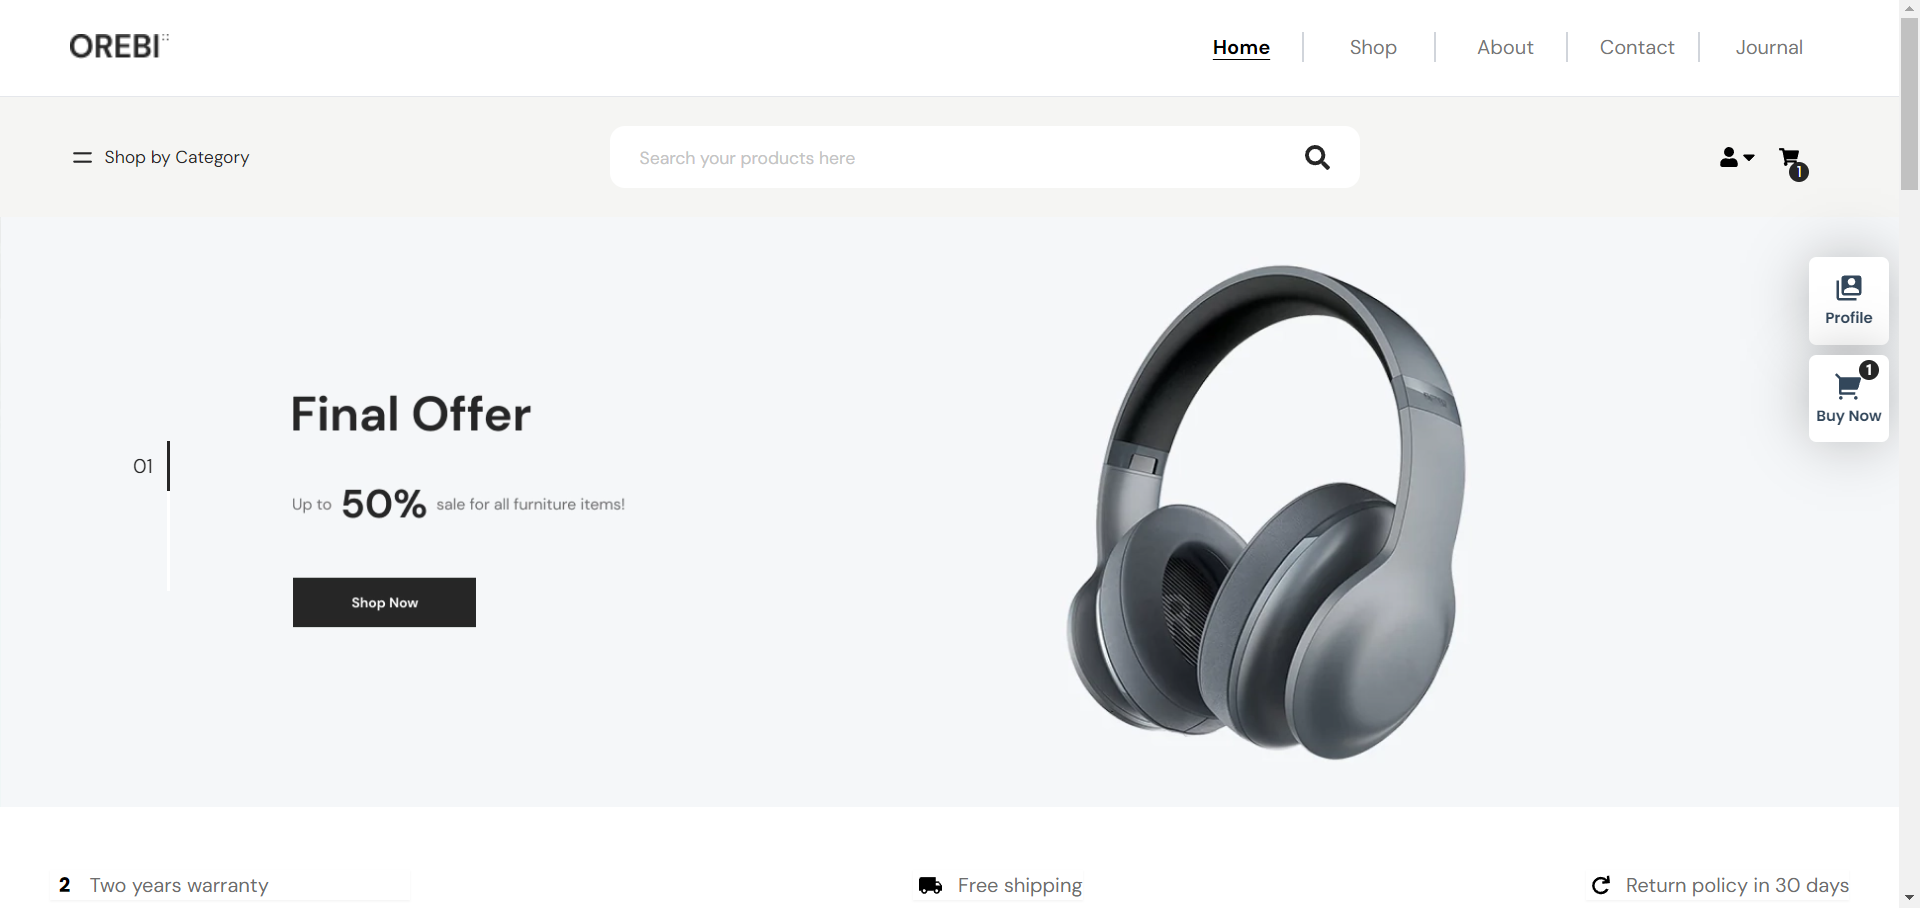 OREBI
Home
Shop
About
Contact
Journal
Shop by Category
Search your products here
1
Profile
1
Buy Now
Final Offer
01
Up to 50% sale for all furniture items!
Shop Now
2 Two years warranty
Free shipping
Return policy in 30 days